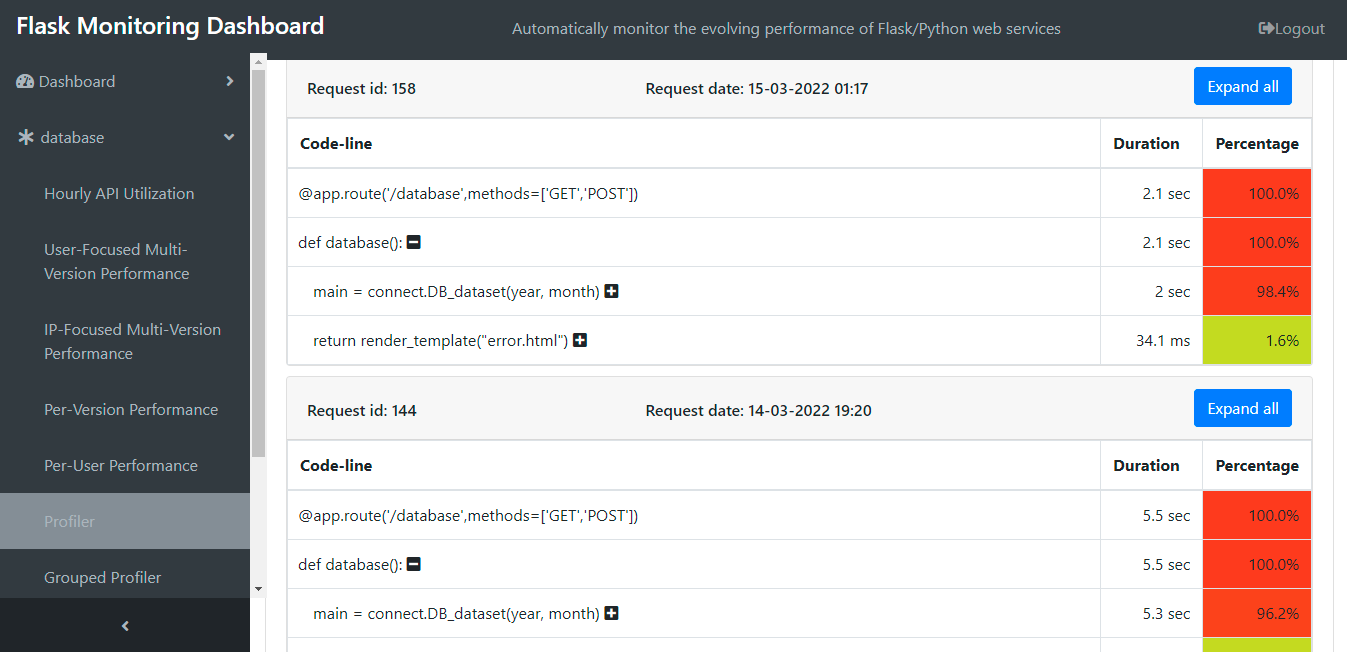 Flask Monitoring Dashboard
Automatically monitor the evolving performance of Flask/Python web services
Logout
Dashboard
database
Hourly API Utilization
User-Focused Multi-
Version Performance
IP-Focused Multi-Version
Performance
Per-Version Performance
Per-User Performance
Profiler
Grouped Profiler
Request id: 158 Request date: 15-03-2022 01:17 Expand all
Code-line Duration Percentage
@app.route('/database',methods=['GET','POST']) 2.1 sec 100.0%
def database(): 2.1 sec 100.0%
main = connect.DB_dataset(year, month) 2 sec 98.4%
return render_template("error.html") 34.1 ms 1.6%
Request id: 144 Request date: 14-03-2022 19:20 Expand all
Code-line Duration Percentage
@app.route('/database',methods=['GET','POST']) 5.5 sec 100.0%
def database(): 5.5 sec 100.0%
main = connect.DB_dataset(year, month) 5.3 sec 96.2%